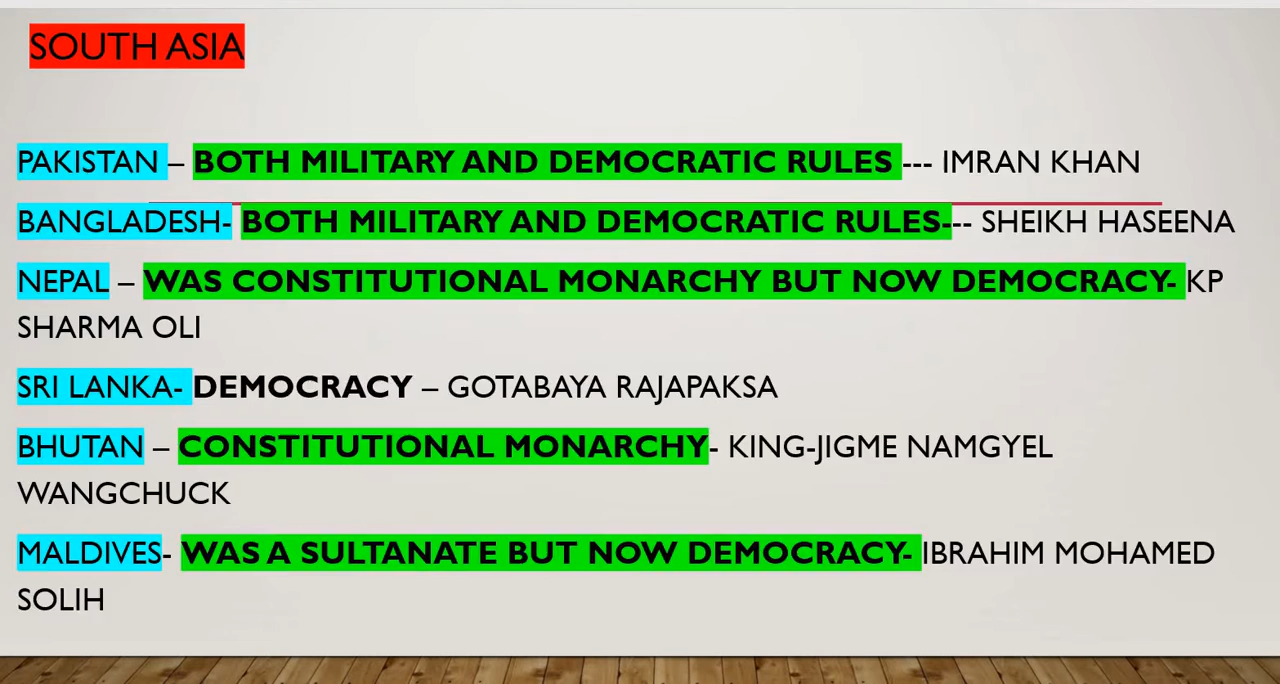 SOUTH ASIA
PAKISTAN – BOTH MILITARY AND DEMOCRATIC RULES --- IMRAN KHAN
BANGLADESH- BOTH MILITARY AND DEMOCRATIC RULES--- SHEIKH HASEENA
NEPAL – WAS CONSTITUTIONAL MONARCHY BUT NOW DEMOCRACY- KP
SHARMA OLI
SRI LANKA- DEMOCRACY – GOTABAYA RAJAPAKSA
BHUTAN – CONSTITUTIONAL MONARCHY- KING-JIGME NAMGYEL
WANGCHUCK
MALDIVES- WAS A SULTANATE BUT NOW DEMOCRACY- IBRAHIM MOHAMED
SOLIH